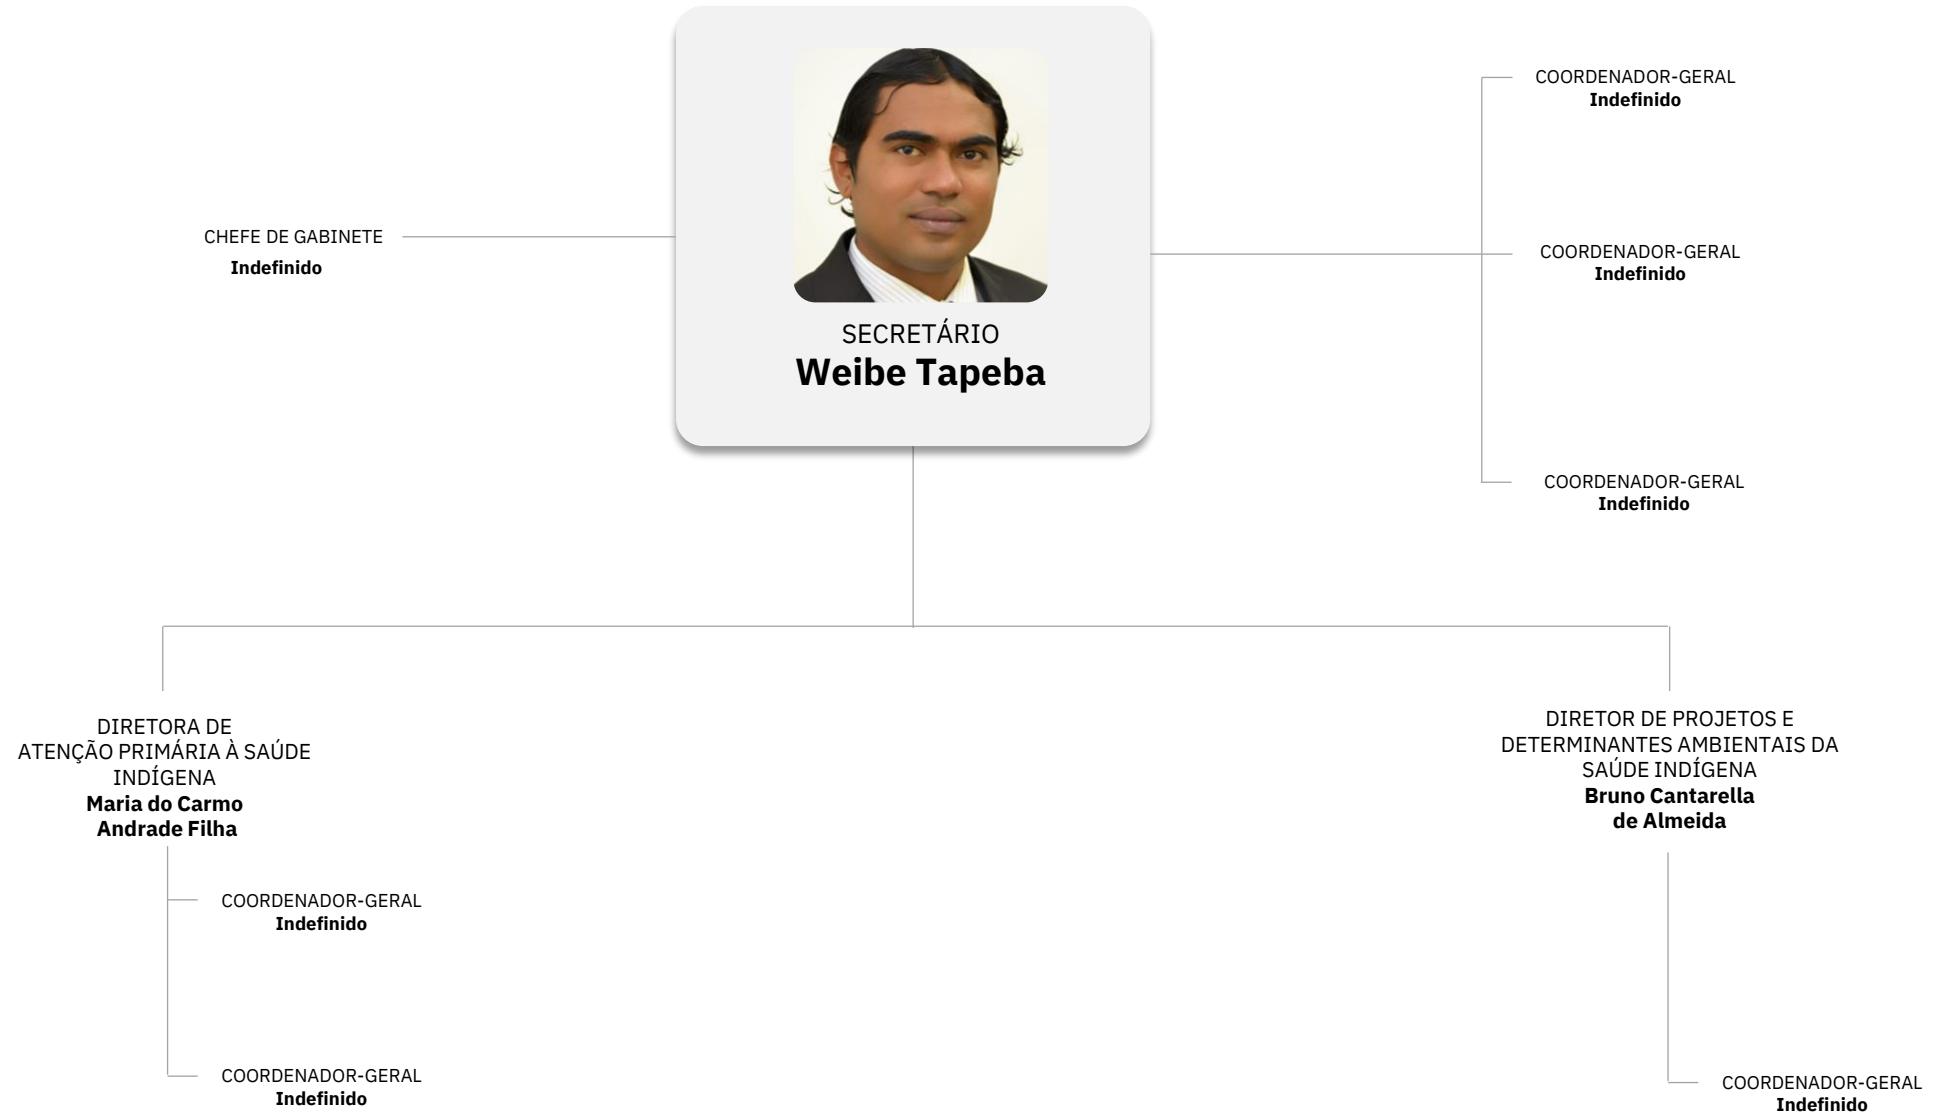 SECRETÁRIO
Weibe Tapeba
CHEFE DE GABINETE
Indefinido
COORDENADOR-GERAL
Indefinido
COORDENADOR-GERAL
Indefinido
COORDENADOR-GERAL
Indefinido
DIRETORA DE
ATENÇÃO PRIMÁRIA À SAÚDE
INDÍGENA
Maria do Carmo
Andrade Filha
COORDENADOR-GERAL
Indefinido
COORDENADOR-GERAL
Indefinido
DIRETOR DE PROJETOS E
DETERMINANTES AMBIENTAIS DA
SAÚDE INDÍGENA
Bruno Cantarella
de Almeida
COORDENADOR-GERAL
Indefinido